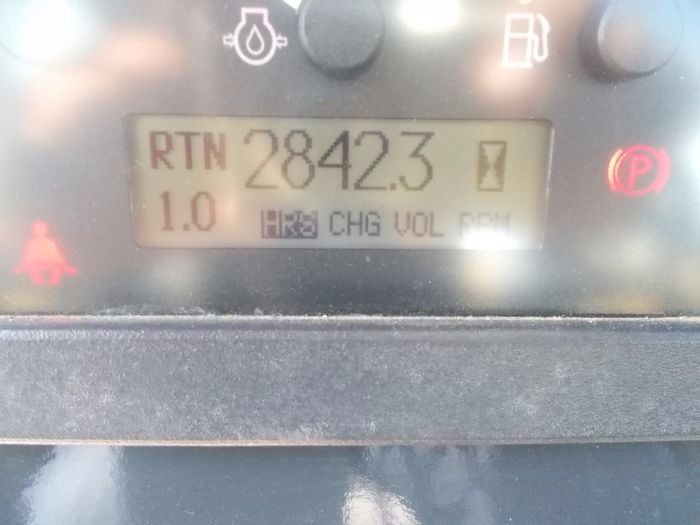 RTN 2842.3
1.0 HRS CHG VOL RPM
P